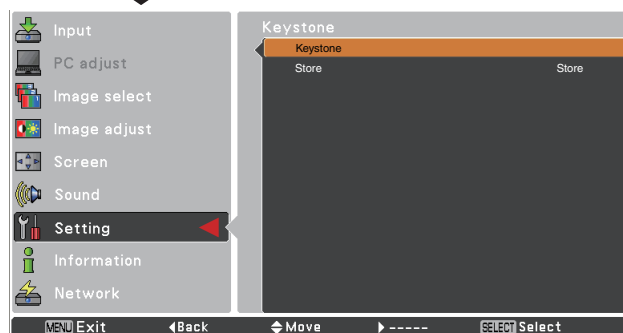 Input
PC adjust
Image select
Image adjust
Screen
Sound
Setting
Information
Network
Keystone
Keystone
Store Store
MENU Exit ◀Back Move ▶----- SELECT Select